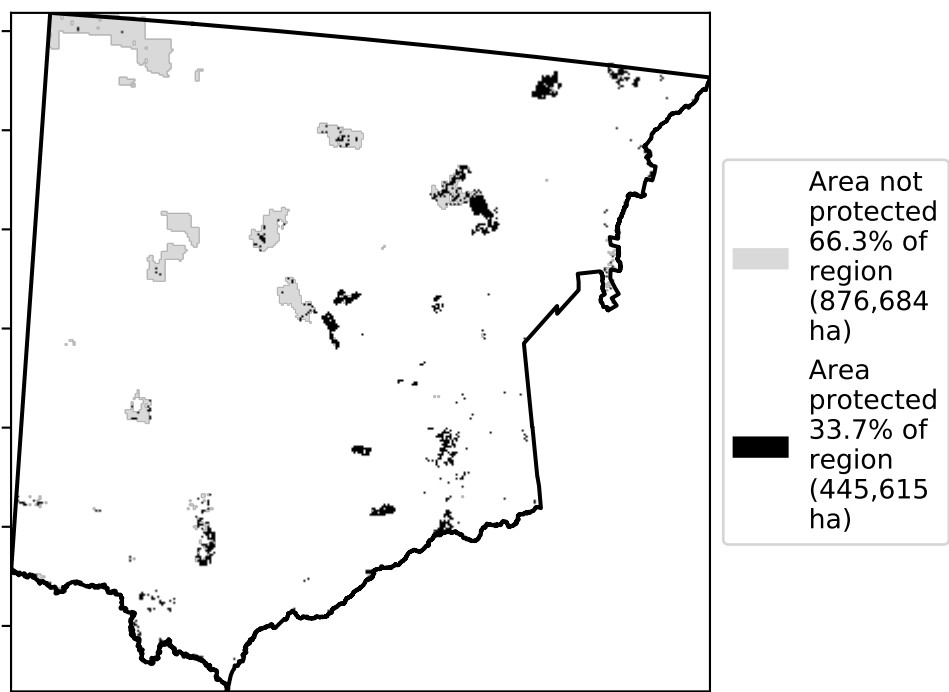 Area not
protected
66.3% of
region
(876,684
ha)
Area
protected
33.7% of
region
(445,615
ha)